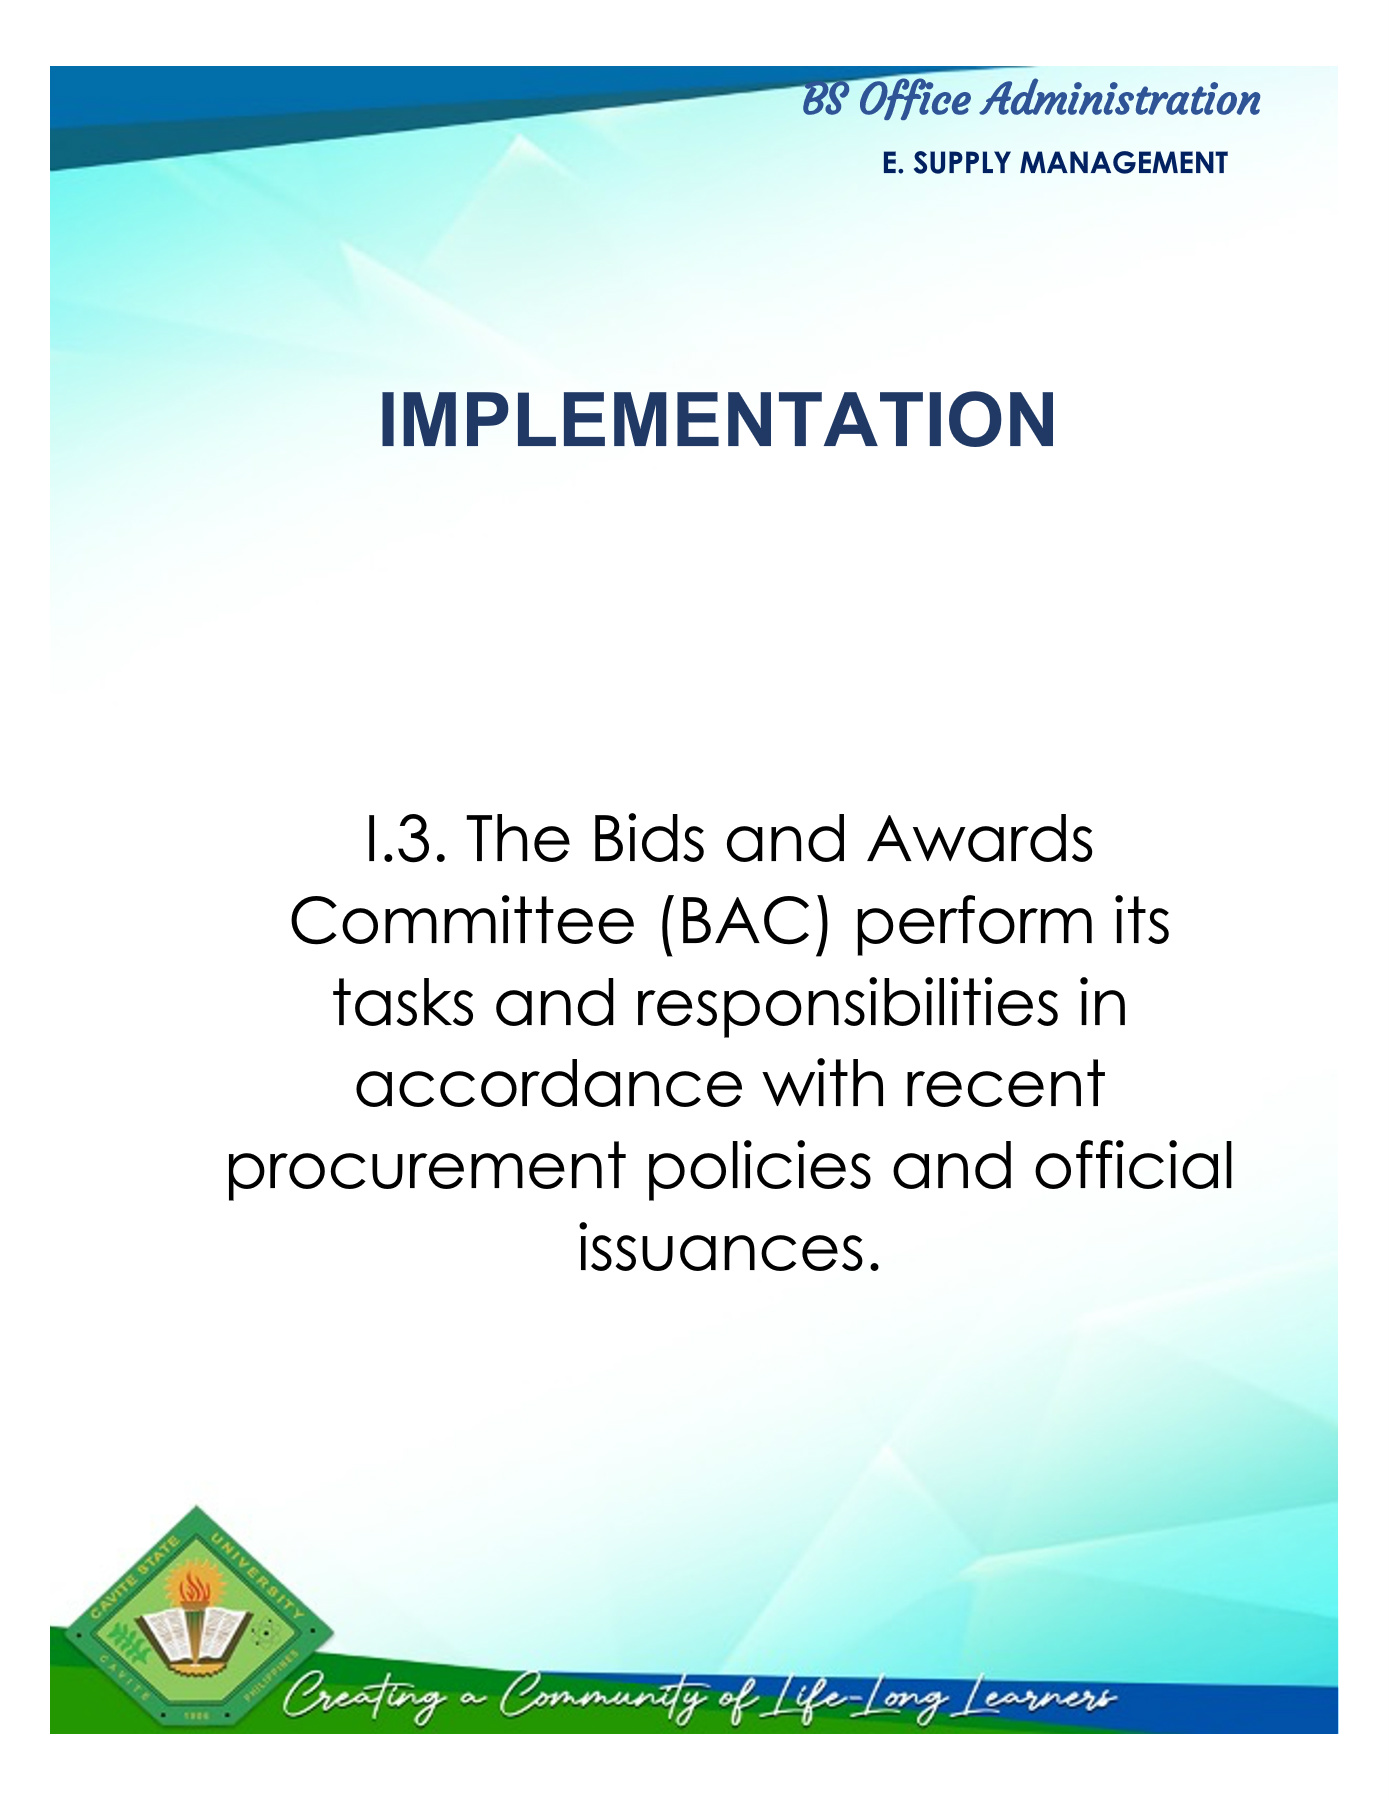 BS Office Administration
E. SUPPLY MANAGEMENT
IMPLEMENTATION
I.3. The Bids and Awards
Committee (BAC) perform its
tasks and responsibilities in
accordance with recent
procurement policies and official
issuances.
CAVITE STATE UNIVERSITY
CAVITE PHILIPPINES
1906
Creating a Community of Life-Long Learners